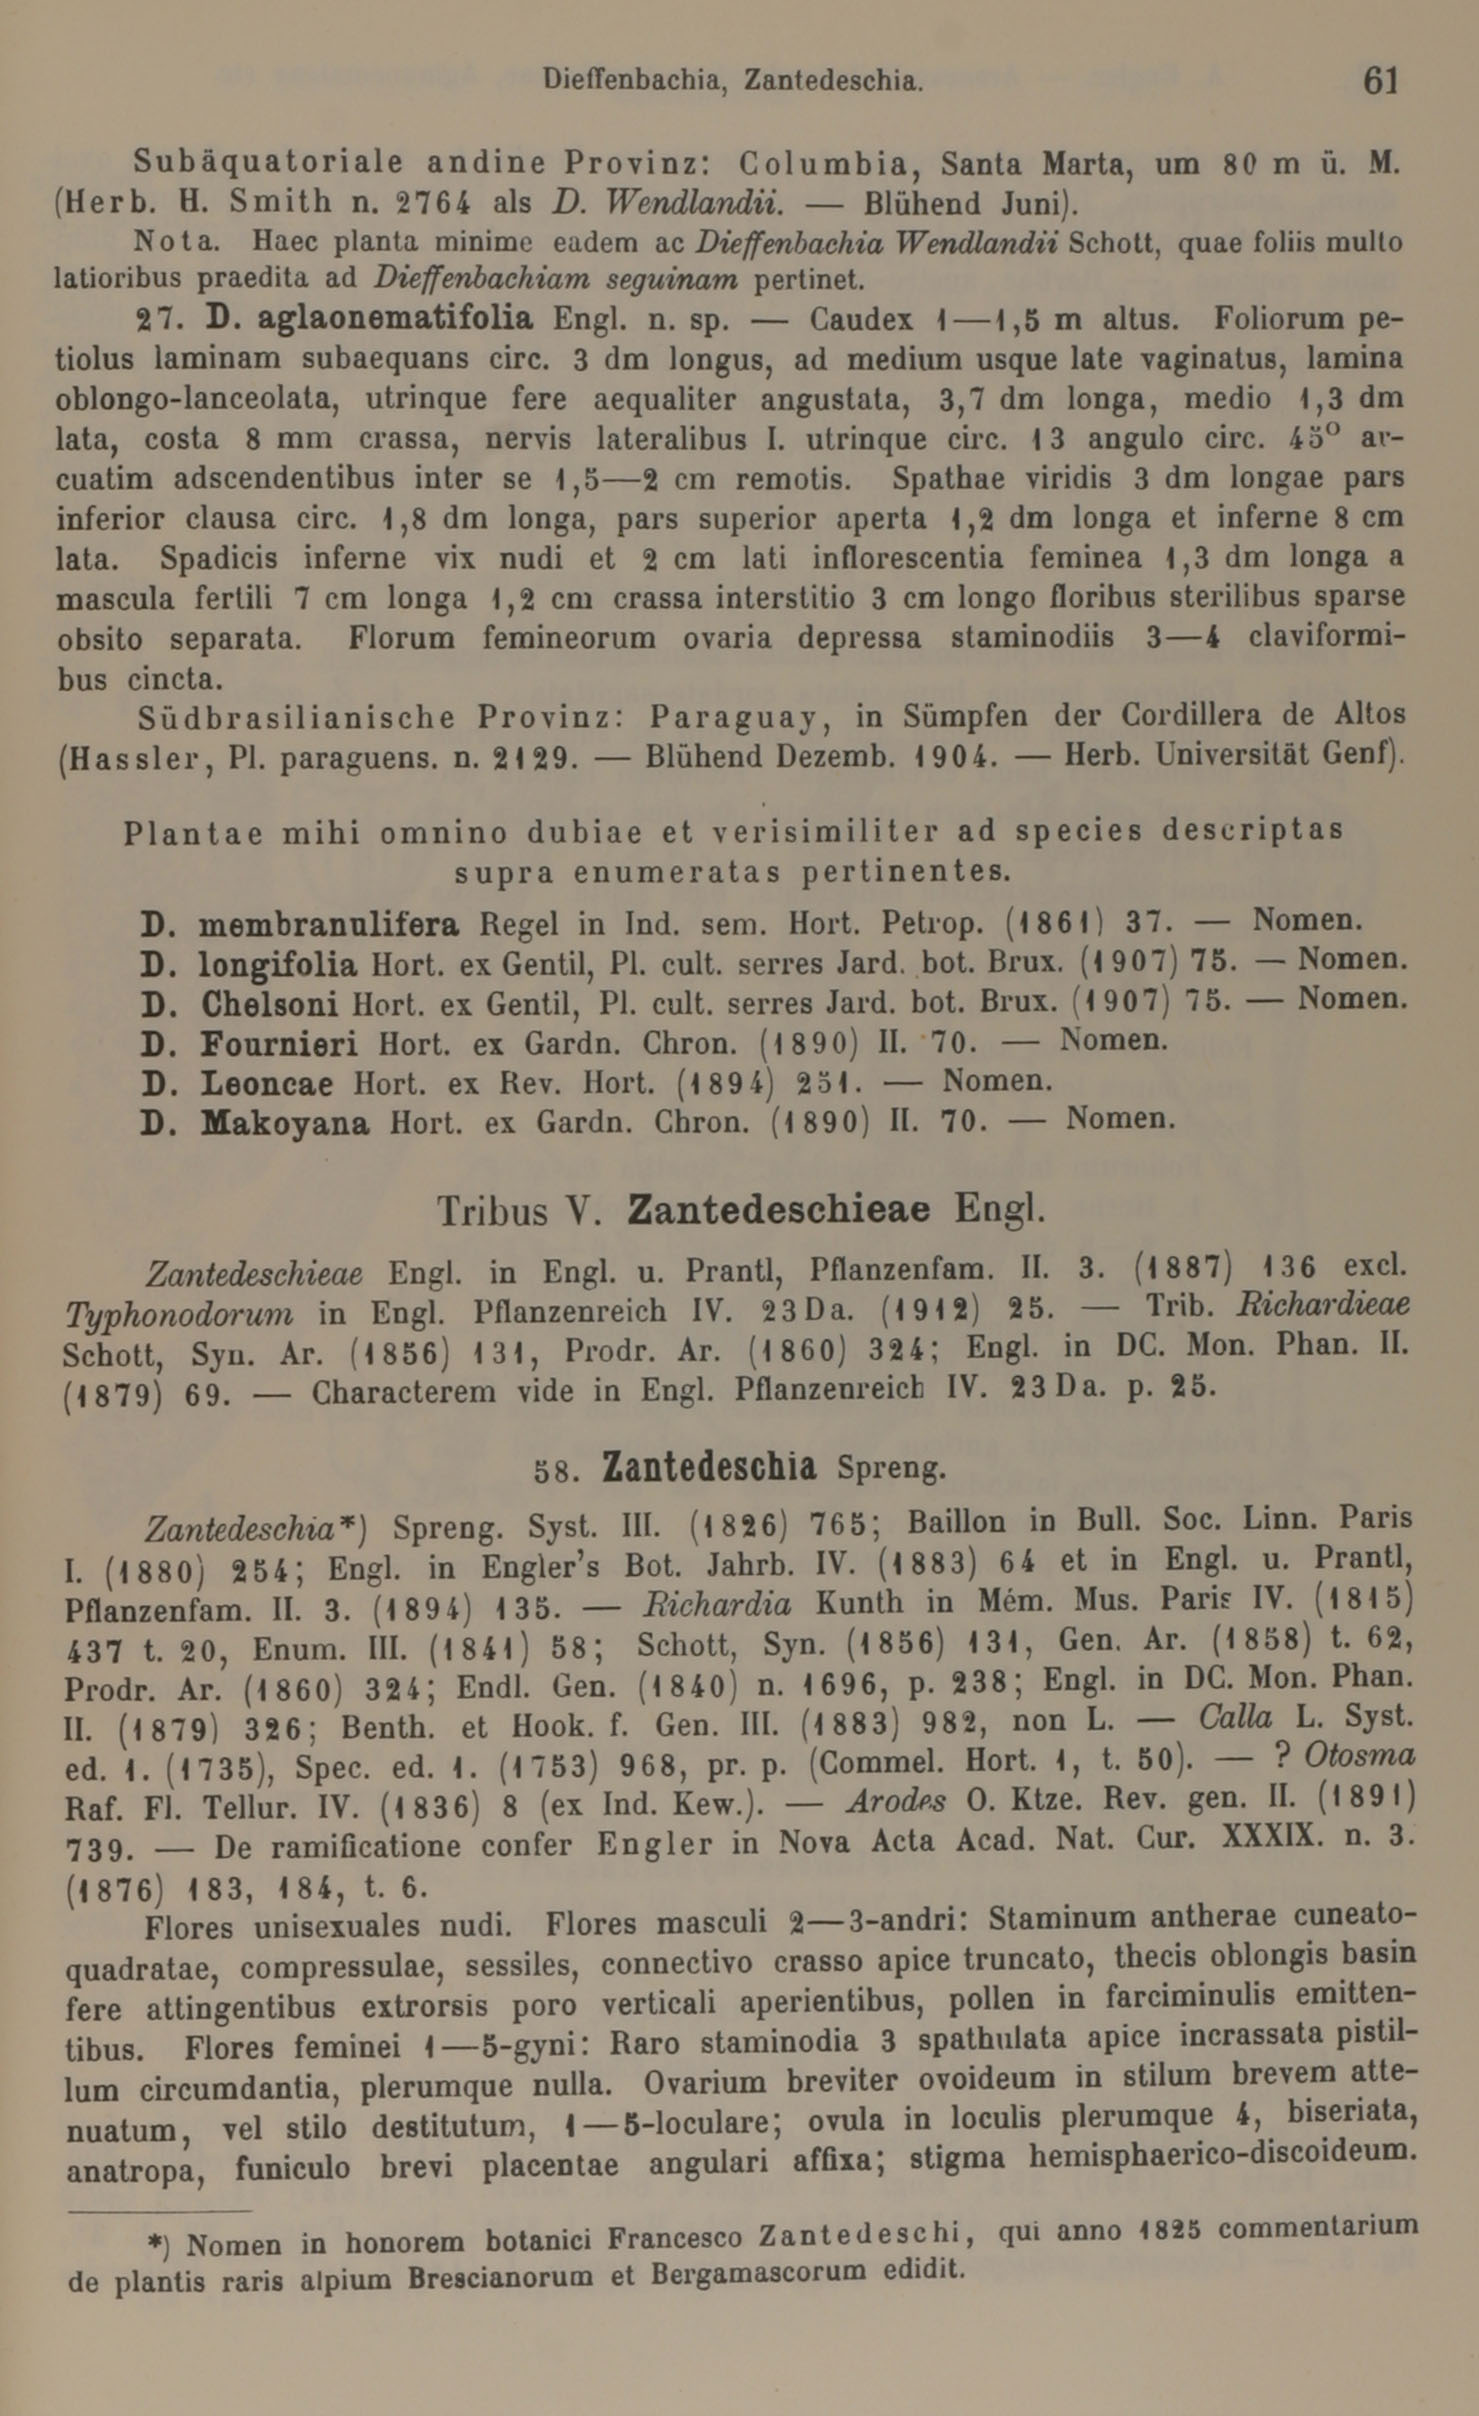 Dieffenbachia, Zantedeschia. 61
Subäquatoriale andine Provinz: Columbia, Santa Marta, um 80 m ü. M.
(Herb. H. Smith n. 2764 als D. Wendlandii. — Blühend Juni).
Nota. Haec planta minime eadem ac Dieffenbachia Wendlandii Schott, quae foliis multo
latioribus praedita ad Dieffenbachiam seguinam pertinet.
27. D. aglaonematifolia Engl. n. sp. — Caudex 1—1,5 m altus. Foliorum pe-
tiolus laminam subaequans circ. 3 dm longus, ad medium usque late vaginatus, lamina
oblongo-lanceolata, utrinque fere aequaliter angustata, 3,7 dm longa, medio 1,3 dm
lata, costa 8 mm crassa, nervis lateralibus I. utrinque circ. 13 angulo circ. 45° ar-
cuatim adscendentibus inter se 1,5—2 cm remotis. Spathae viridis 3 dm longae pars
inferior clausa circ. 1,8 dm longa, pars superior aperta 1,2 dm longa et inferne 8 cm
lata. Spadicis inferne vix nudi et 2 cm lati inflorescentia feminea 1,3 dm longa a
mascula fertili 7 cm longa 1,2 cm crassa interstitio 3 cm longo floribus sterilibus sparse
obsito separata. Florum femineorum ovaria depressa staminodiis 3—4 claviformi-
bus cincta.
Südbrasilianische Provinz: Paraguay, in Sümpfen der Cordillera de Altos
(Hassler, Pl. paraguens. n. 2129. — Blühend Dezemb. 1904. — Herb. Universität Genf).
Plantae mihi omnino dubiae et verisimiliter ad species descriptas
supra enumeratas pertinentes.
D. membranulifera Regel in Ind. sem. Hort. Petrop. (1861) 37. — Nomen.
D. longifolia Hort. ex Gentil, Pl. cult. serres Jard. bot. Brux. (1907) 75. — Nomen.
D. Chelsoni Hort. ex Gentil, Pl. cult. serres Jard. bot. Brux. (1907) 75. — Nomen.
D. Fournieri Hort. ex Gardn. Chron. (1890) II. 70. — Nomen.
D. Leoncae Hort. ex Rev. Hort. (1894) 251. — Nomen.
D. Makoyana Hort. ex Gardn. Chron. (1890) II. 70. — Nomen.
Tribus V. Zantedeschieae Engl.
Zantedeschieae Engl. in Engl. u. Prantl, Pflanzenfam. II. 3. (1887) 136 excl.
Typhonodorum in Engl. Pflanzenreich IV. 23 Da. (1912) 25. — Trib. Richardieae
Schott, Syn. Ar. (1856) 131, Prodr. Ar. (1860) 324; Engl. in DC. Mon. Phan. II.
(1879) 69. — Characterem vide in Engl. Pflanzenreich IV. 23 Da. p. 25.
58. Zantedeschia Spreng.
Zantedeschia*) Spreng. Syst. III. (1826) 765; Baillon in Bull. Soc. Linn. Paris
I. (1880) 254; Engl. in Engler's Bot. Jahrb. IV. (1883) 64 et in Engl. u. Prantl,
Pflanzenfam. II. 3. (1894) 135. — Richardia Kunth in Mém. Mus. Paris IV. (1815)
437 t. 20, Enum. III. (1841) 58; Schott, Syn. (1856) 131, Gen. Ar. (1858) t. 62,
Prodr. Ar. (1860) 324; Endl. Gen. (1840) n. 1696, p. 238; Engl. in DC. Mon. Phan.
II. (1879) 326; Benth. et Hook. f. Gen. III. (1883) 982, non L. — Calla L. Syst.
ed. 1. (1735), Spec. ed. 1. (1753) 968, pr. p. (Commel. Hort. 1, t. 50). — ? Otosma
Raf. Fl. Tellur. IV. (1836) 8 (ex Ind. Kew.). — Arodes O. Ktze. Rev. gen. II. (1891)
739. — De ramificatione confer Engler in Nova Acta Acad. Nat. Cur. XXXIX. n. 3.
(1876) 183, 184, t. 6.
Flores unisexuales nudi. Flores masculi 2—3-andri: Staminum antherae cuneato-
quadratae, compressulae, sessiles, connectivo crasso apice truncato, thecis oblongis basin
fere attingentibus extrorsis poro verticali aperientibus, pollen in farciminulis emitten-
tibus. Flores feminei 1—5-gyni: Raro staminodia 3 spathulata apice incrassata pistil-
lum circumdantia, plerumque nulla. Ovarium breviter ovoideum in stilum brevem atte-
nuatum, vel stilo destitutum, 1—5-loculare; ovula in loculis plerumque 4, biseriata,
anatropa, funiculo brevi placentae angulari affixa; stigma hemisphaerico-discoideum.
*) Nomen in honorem botanici Francesco Zantedeschi, qui anno 1825 commentarium
de plantis raris alpium Brescianorum et Bergamascorum edidit.